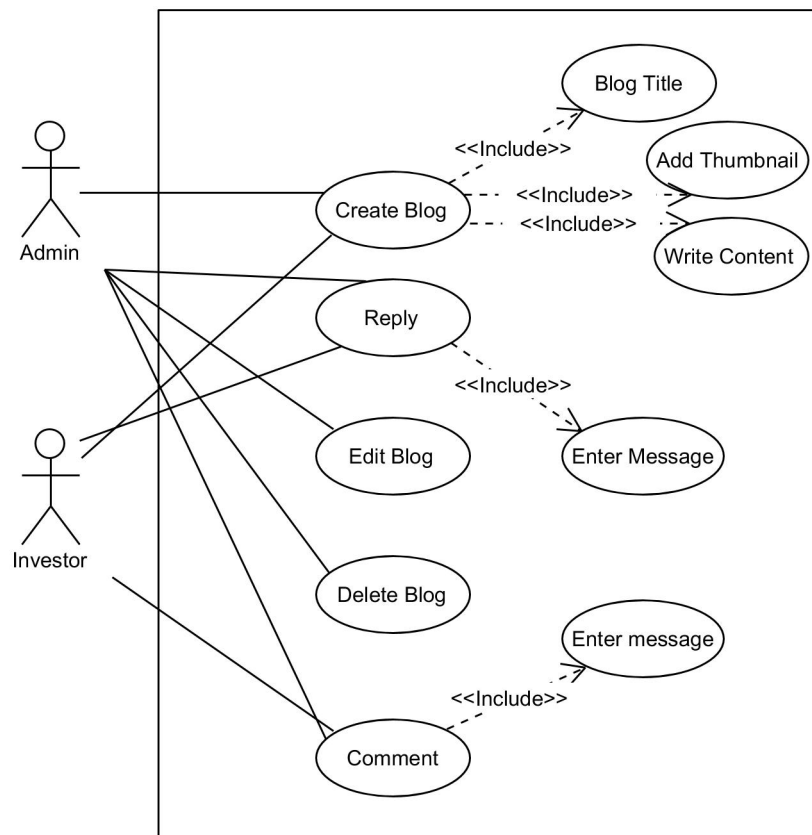 Blog Title
<<Include>>
Add Thumbnail
Admin
Create Blog
<<Include>>
<<Include>>
Write Content
Reply
<<Include>>
Investor
Edit Blog
Enter Message
Delete Blog
Enter message
<<Include>>
Comment